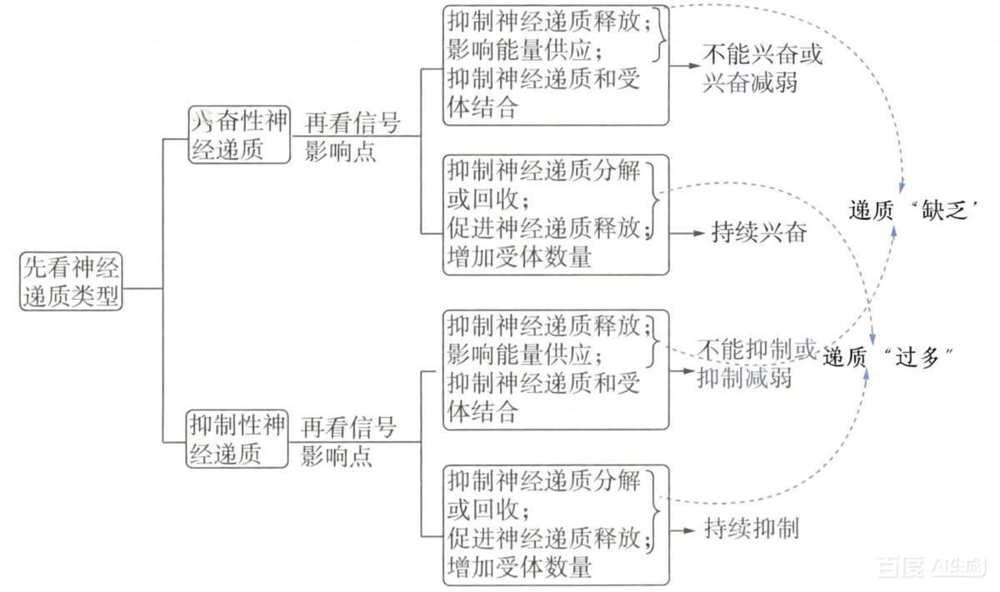 抑制神经递质释放；
影响能量供应；
抑制神经递质和受
体结合
不能兴奋或
兴奋减弱
奋性神
经递质
再看信号
影响点
抑制神经递质分解
或回收；
促进神经递质释放；
增加受体数量
持续兴奋
递质 “缺乏’
先看神经
递质类型
抑制神经递质释放；
影响能量供应；
抑制神经递质和受
体结合
不能抑制或
抑制减弱
递质 “过多”
抑制性神
经递质
再看信号
影响点
抑制神经递质分解
或回收；
促进神经递质释放；
增加受体数量
持续抑制
百度 AI生成